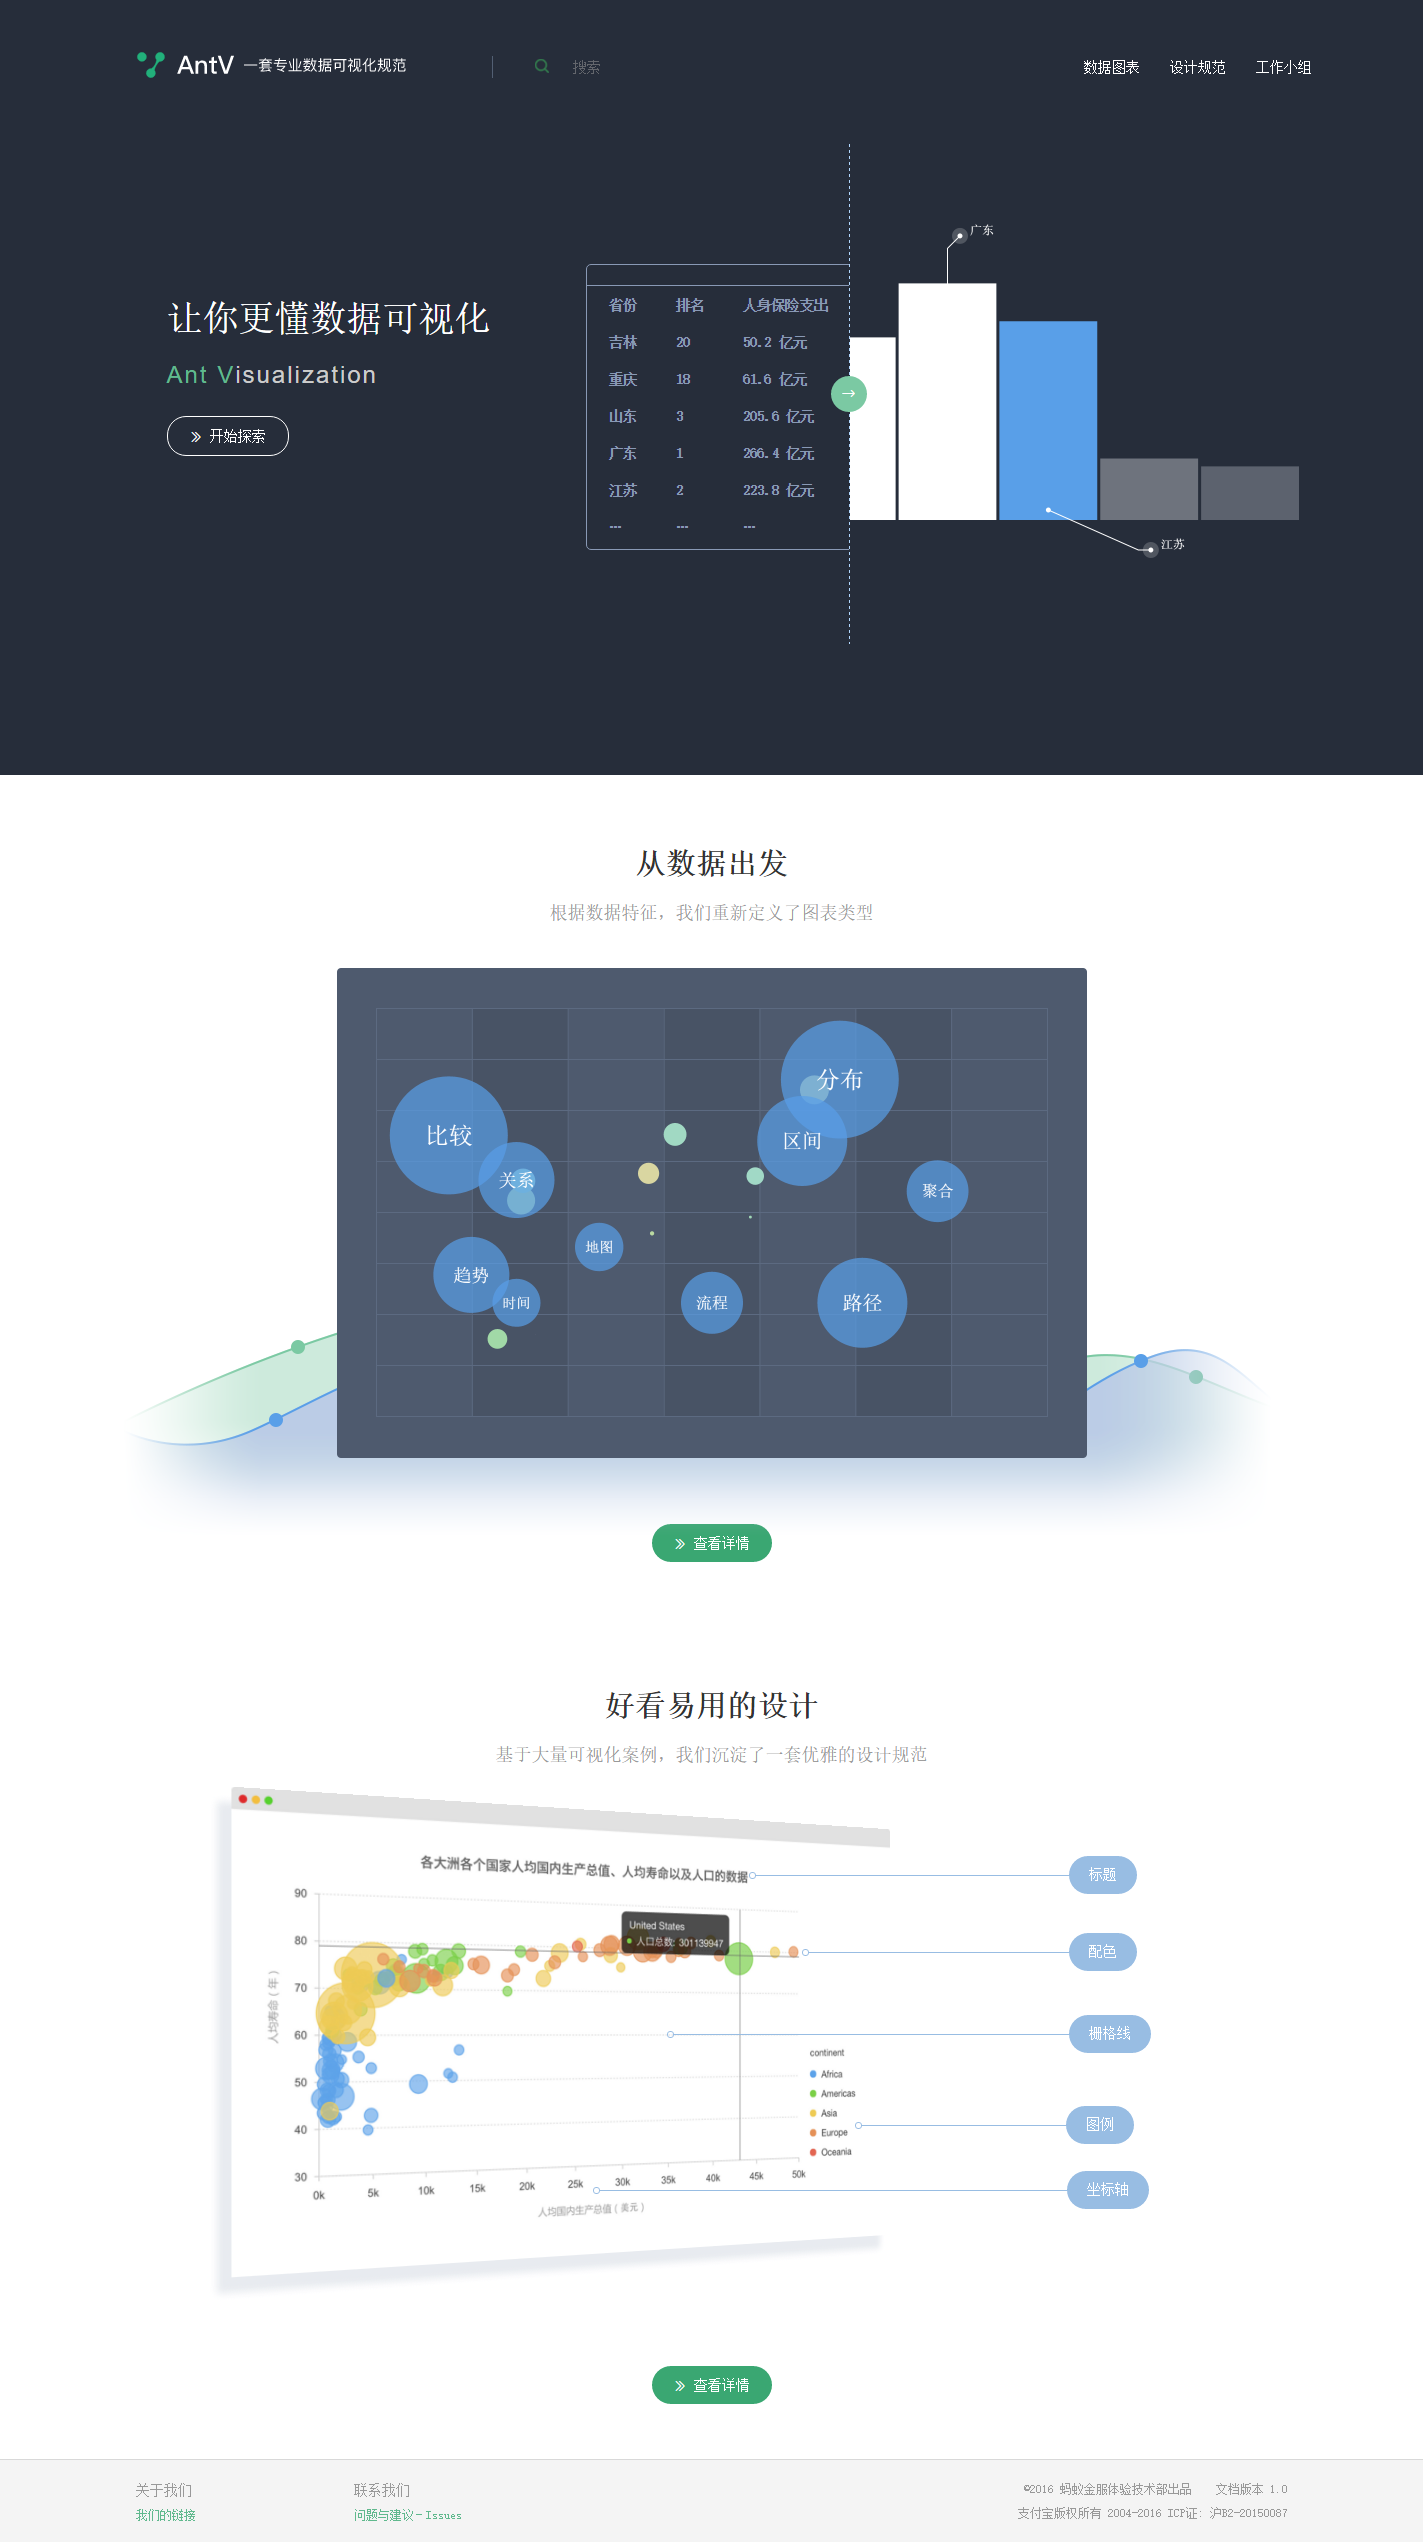 AntV 一套专业数据可视化规范
搜索
数据图表 设计规范 工作小组
广东
让你更懂数据可视化
Ant Visualization
开始探索
省份 排名 人身保险支出
吉林 20 50.2 亿元
重庆 18 61.6 亿元
山东 3 205.6 亿元
广东 1 266.4 亿元
江苏 2 223.8 亿元
--- --- ---
江苏
从数据出发
根据数据特征，我们重新定义了图表类型
分布
比较
区间
关系
聚合
地图
趋势
时间
流程
路径
查看详情
好看易用的设计
基于大量可视化案例，我们沉淀了一套优雅的设计规范
各大洲各个国家人均国内生产总值、人均寿命以及人口的数据
标题
90
80
70
60
50
40
30
人均寿命（年）
United States
人口总数: 301139947
配色
栅格线
continent
Africa
Americas
Asia
Europe
Oceania
图例
0k 5k 10k 15k 20k 25k 30k 35k 40k 45k 50k
坐标轴
人均国内生产总值（美元）
查看详情
关于我们
我们的链接
联系我们
问题与建议-Issues
©2016 蚂蚁金服体验技术部出品 文档版本 1.0
支付宝版权所有 2004-2016 ICP证: 沪B2-20150087